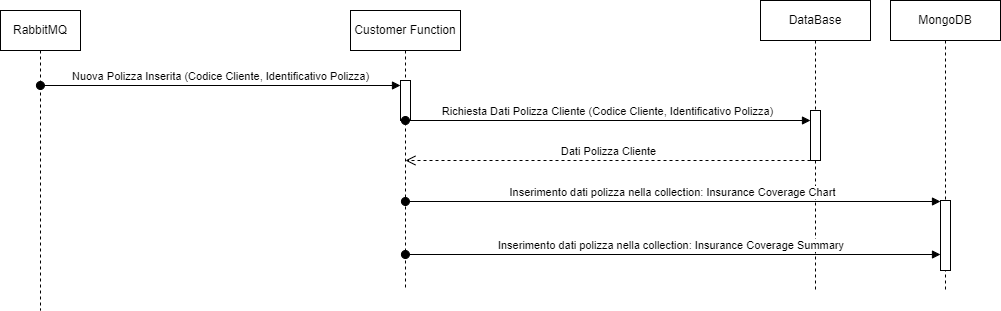 RabbitMQ
Customer Function
DataBase
MongoDB
Nuova Polizza Inserita (Codice Cliente, Identificativo Polizza)
Richiesta Dati Polizza Cliente (Codice Cliente, Identificativo Polizza)
Dati Polizza Cliente
Inserimento dati polizza nella collection: Insurance Coverage Chart
Inserimento dati polizza nella collection: Insurance Coverage Summary